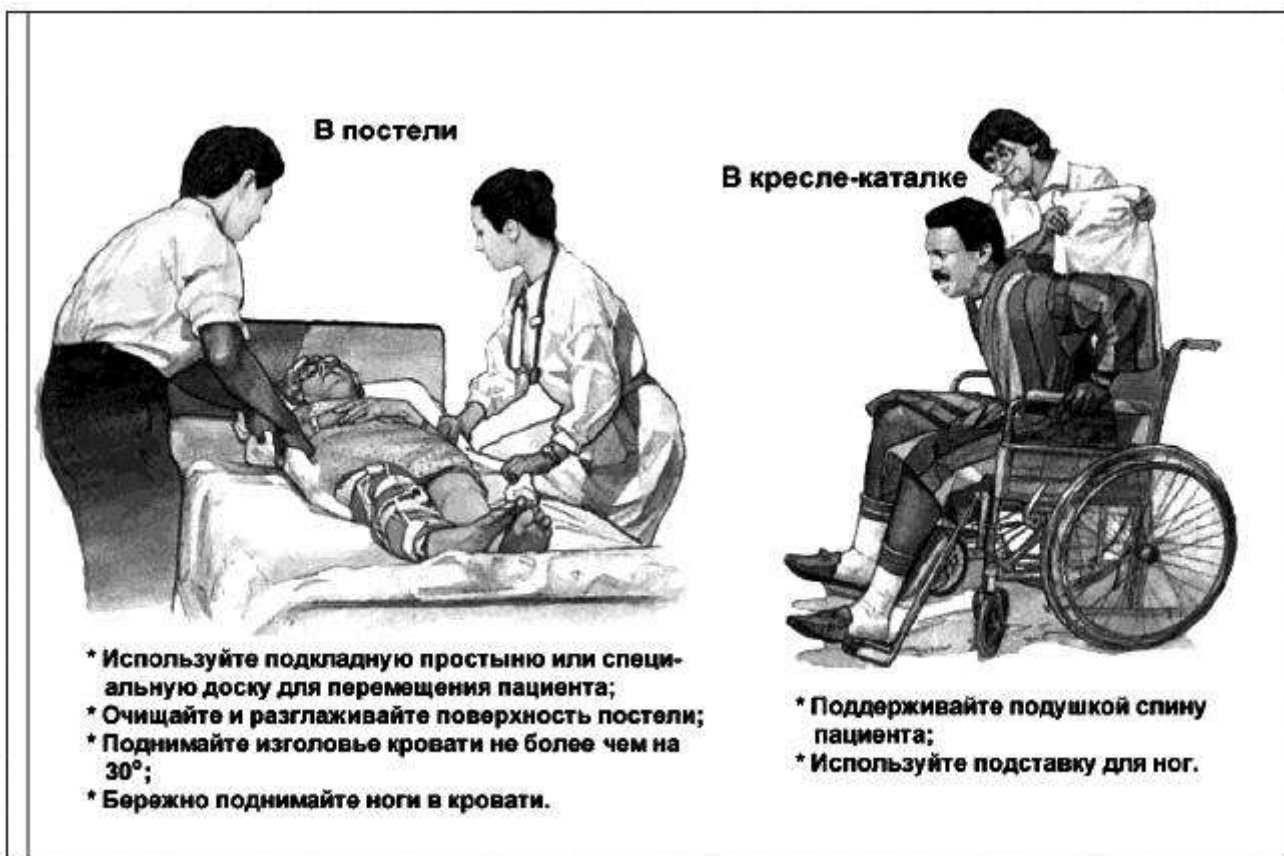 В постели
* Используйте подкладную простыню или специ-
альную доску для перемещения пациента;
* Очищайте и разглаживайте поверхность постели;
* Поднимайте изголовье кровати не более чем на
30°;
* Бережно поднимайте ноги в кровати.
В кресле-каталке
* Поддерживайте подушкой спину
пациента;
* Используйте подставку для ног.